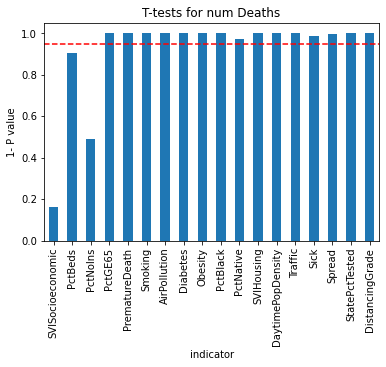 T-tests for num Deaths
1- P value
1.0
0.8
0.6
0.4
0.2
0.0
SVISocioeconomic
PctBeds
PctNoIns
PctGE65
PrematureDeath
Smoking
AirPollution
Diabetes
Obesity
PctBlack
PctNative
SVIHousing
DaytimePopDensity
Traffic
Sick
Spread
StatePctTested
DistancingGrade
indicator